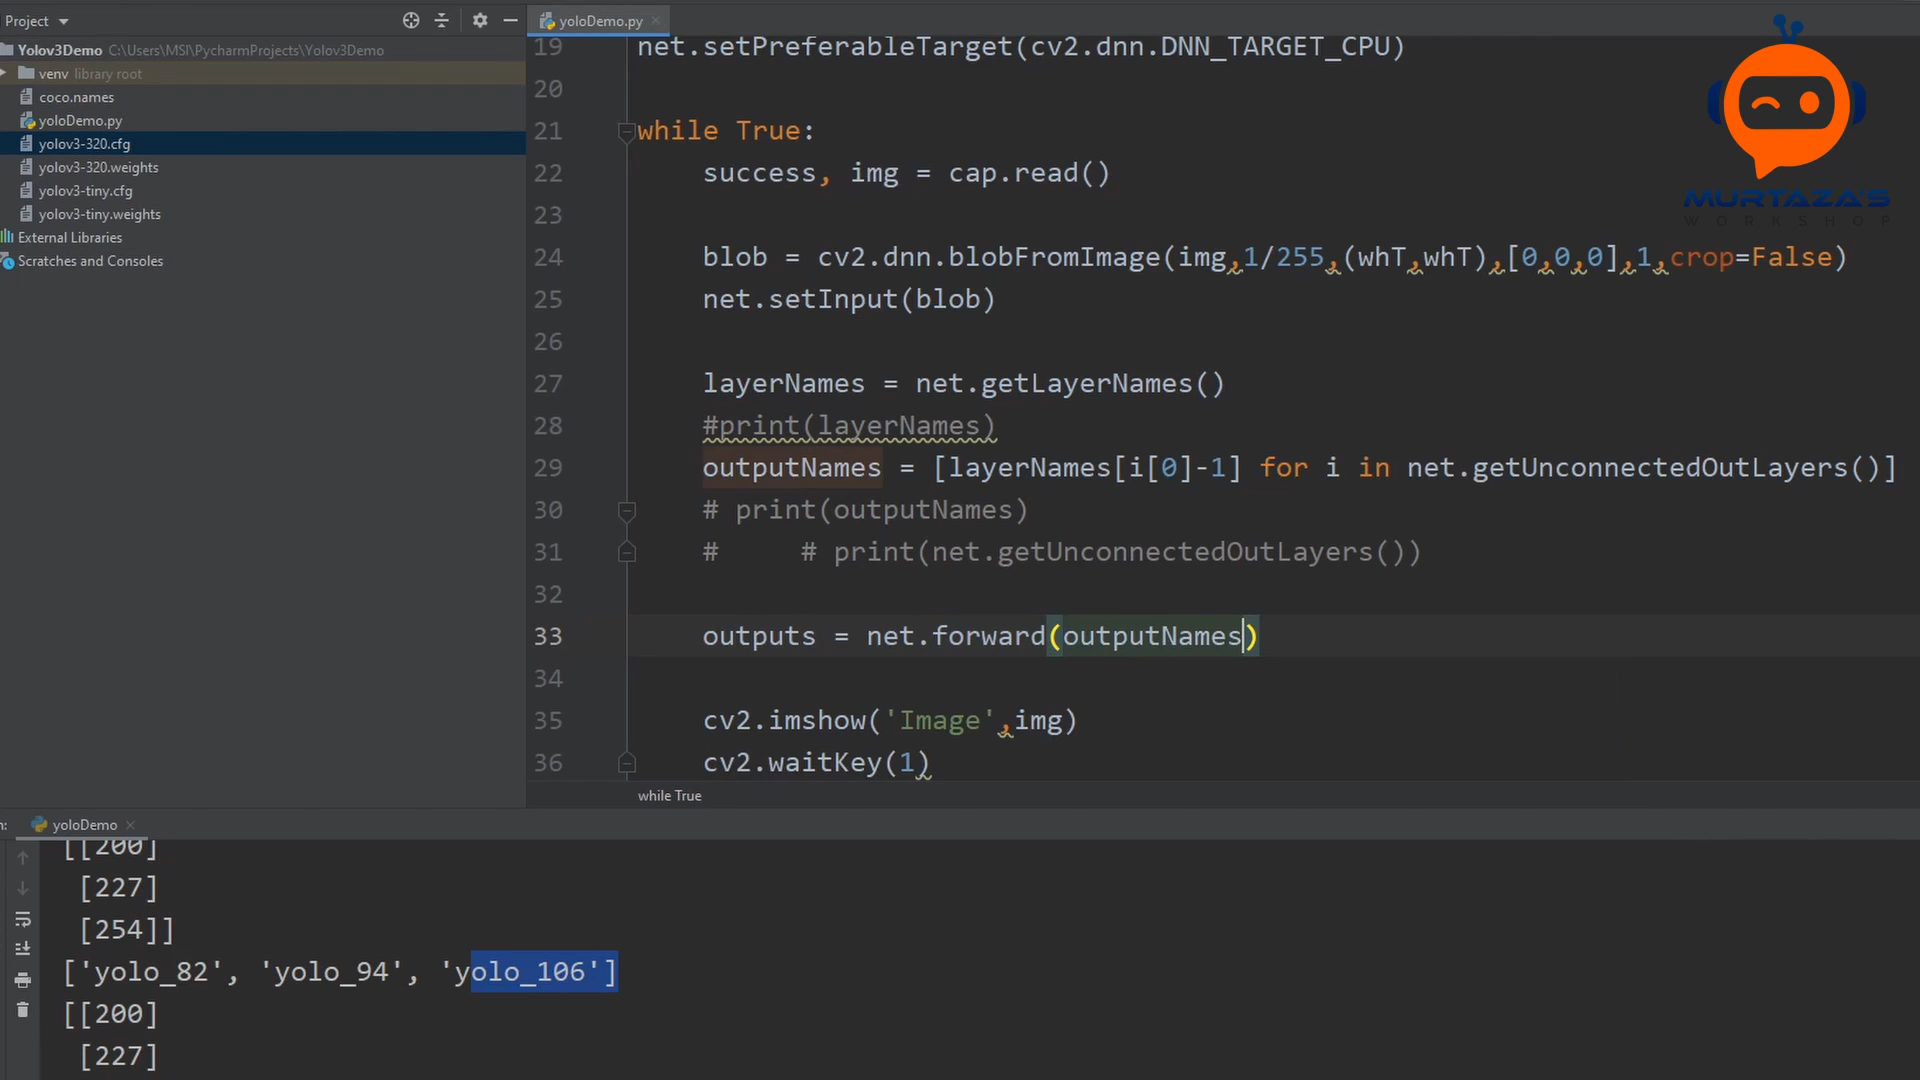 Project
Yolov3Demo C:\Users\MSI\PycharmProjects\Yolov3Demo
venv library root
coco.names
yoloDemo.py
yolov3-320.cfg
yolov3-320.weights
yolov3-tiny.cfg
yolov3-tiny.weights
External Libraries
Scratches and Consoles
yoloDemo.py
19 net.setPreferableTarget(cv2.dnn.DNN_TARGET_CPU)
20
21 while True:
22 success, img = cap.read()
23
24 blob = cv2.dnn.blobFromImage(img,1/255,(whT,whT),[0,0,0],1,crop=False)
25 net.setInput(blob)
26
27 layerNames = net.getLayerNames()
28 #print(layerNames)
29 outputNames = [layerNames[i[0]-1] for i in net.getUnconnectedOutLayers()]
30 # print(outputNames)
31 #     # print(net.getUnconnectedOutLayers())
32
33 outputs = net.forward(outputNames)
34
35 cv2.imshow('Image',img)
36 cv2.waitKey(1)
while True
MURTAZA'S
WORKSHOP
yoloDemo
[[200]
[227]
[254]]
['yolo_82', 'yolo_94', 'yolo_106']
[[200]
[227]